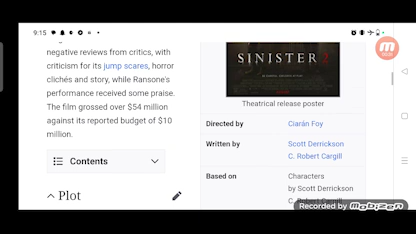 9:15
negative reviews from critics, with
criticism for its jump scares, horror
clichés and story, while Ransone's
performance received some praise.
The film grossed over $54 million
against its reported budget of $10
million.
Contents
Plot
SINISTER 2
Theatrical release poster
Directed by Ciarán Foy
Written by Scott Derrickson
C. Robert Cargill
Based on Characters
by Scott Derrickson
Recorded by Mobizen